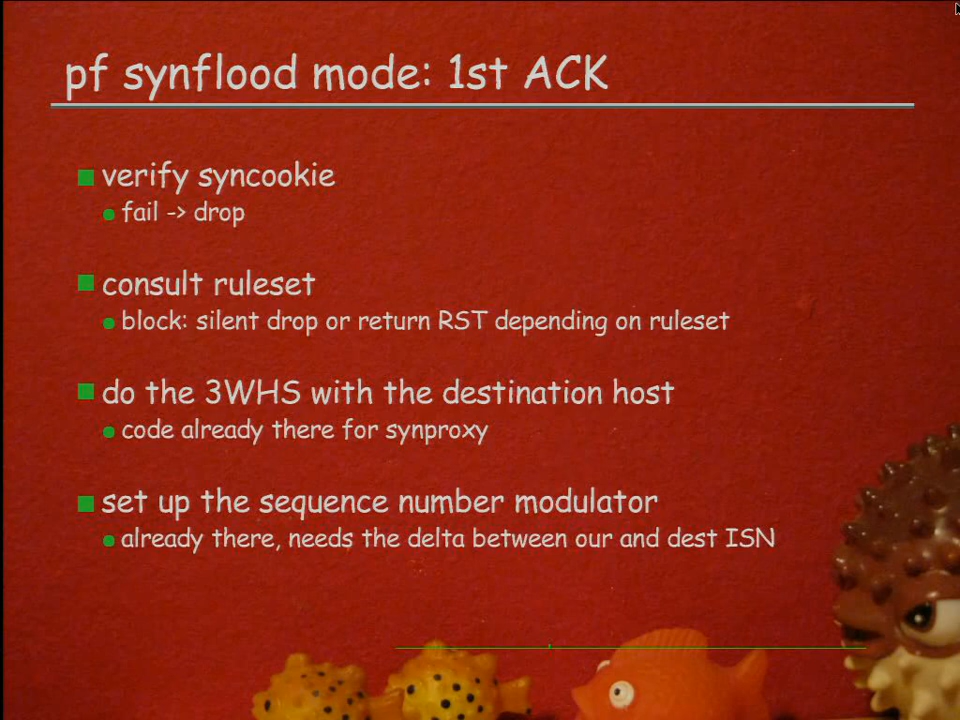 pf synflood mode: 1st ACK
verify syncookie
fail -> drop
consult ruleset
block: silent drop or return RST depending on ruleset
do the 3WHS with the destination host
code already there for synproxy
set up the sequence number modulator
already there, needs the delta between our and dest ISN